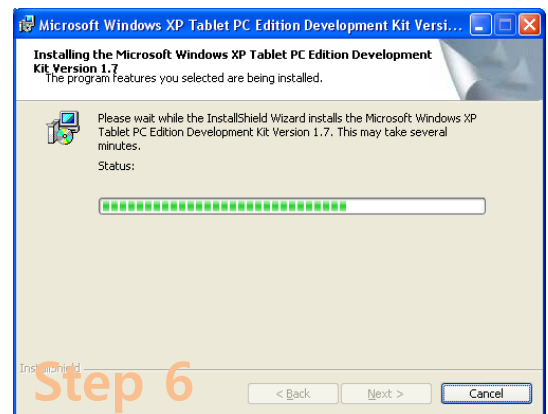 Microsoft Windows XP Tablet PC Edition Development Kit Versi...
Installing the Microsoft Windows XP Tablet PC Edition Development
Kit Version 1.7
The program features you selected are being installed.
Please wait while the InstallShield Wizard installs the Microsoft Windows XP
Tablet PC Edition Development Kit Version 1.7. This may take several
minutes.
Status:
InstallShield
Step 6
< Back
Next >
Cancel